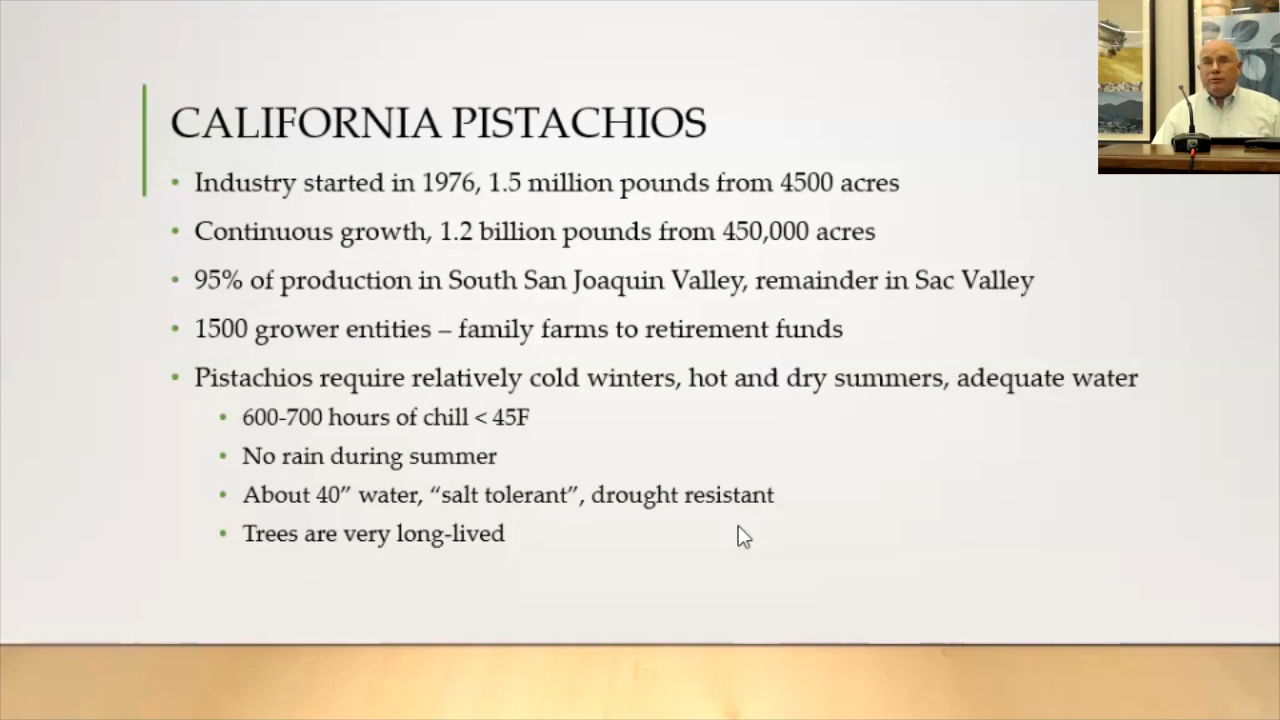 CALIFORNIA PISTACHIOS
• Industry started in 1976, 1.5 million pounds from 4500 acres
• Continuous growth, 1.2 billion pounds from 450,000 acres
• 95% of production in South San Joaquin Valley, remainder in Sac Valley
• 1500 grower entities – family farms to retirement funds
• Pistachios require relatively cold winters, hot and dry summers, adequate water
• 600-700 hours of chill < 45F
• No rain during summer
• About 40” water, “salt tolerant”, drought resistant
• Trees are very long-lived